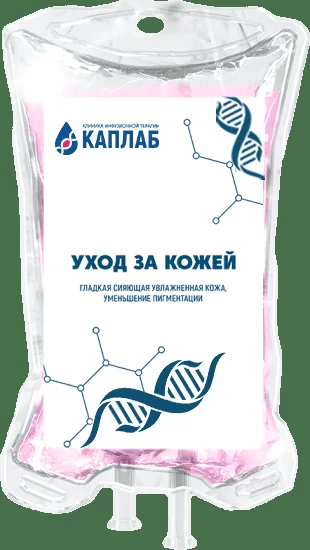 КЛИНИКА ИНФУЗИОННОЙ ТЕРАПИИ
КАПЛАБ
УХОД ЗА КОЖЕЙ
ГЛАДКАЯ СИЯЮЩАЯ УВЛАЖНЕННАЯ КОЖА,
УМЕНЬШЕНИЕ ПИГМЕНТАЦИИ